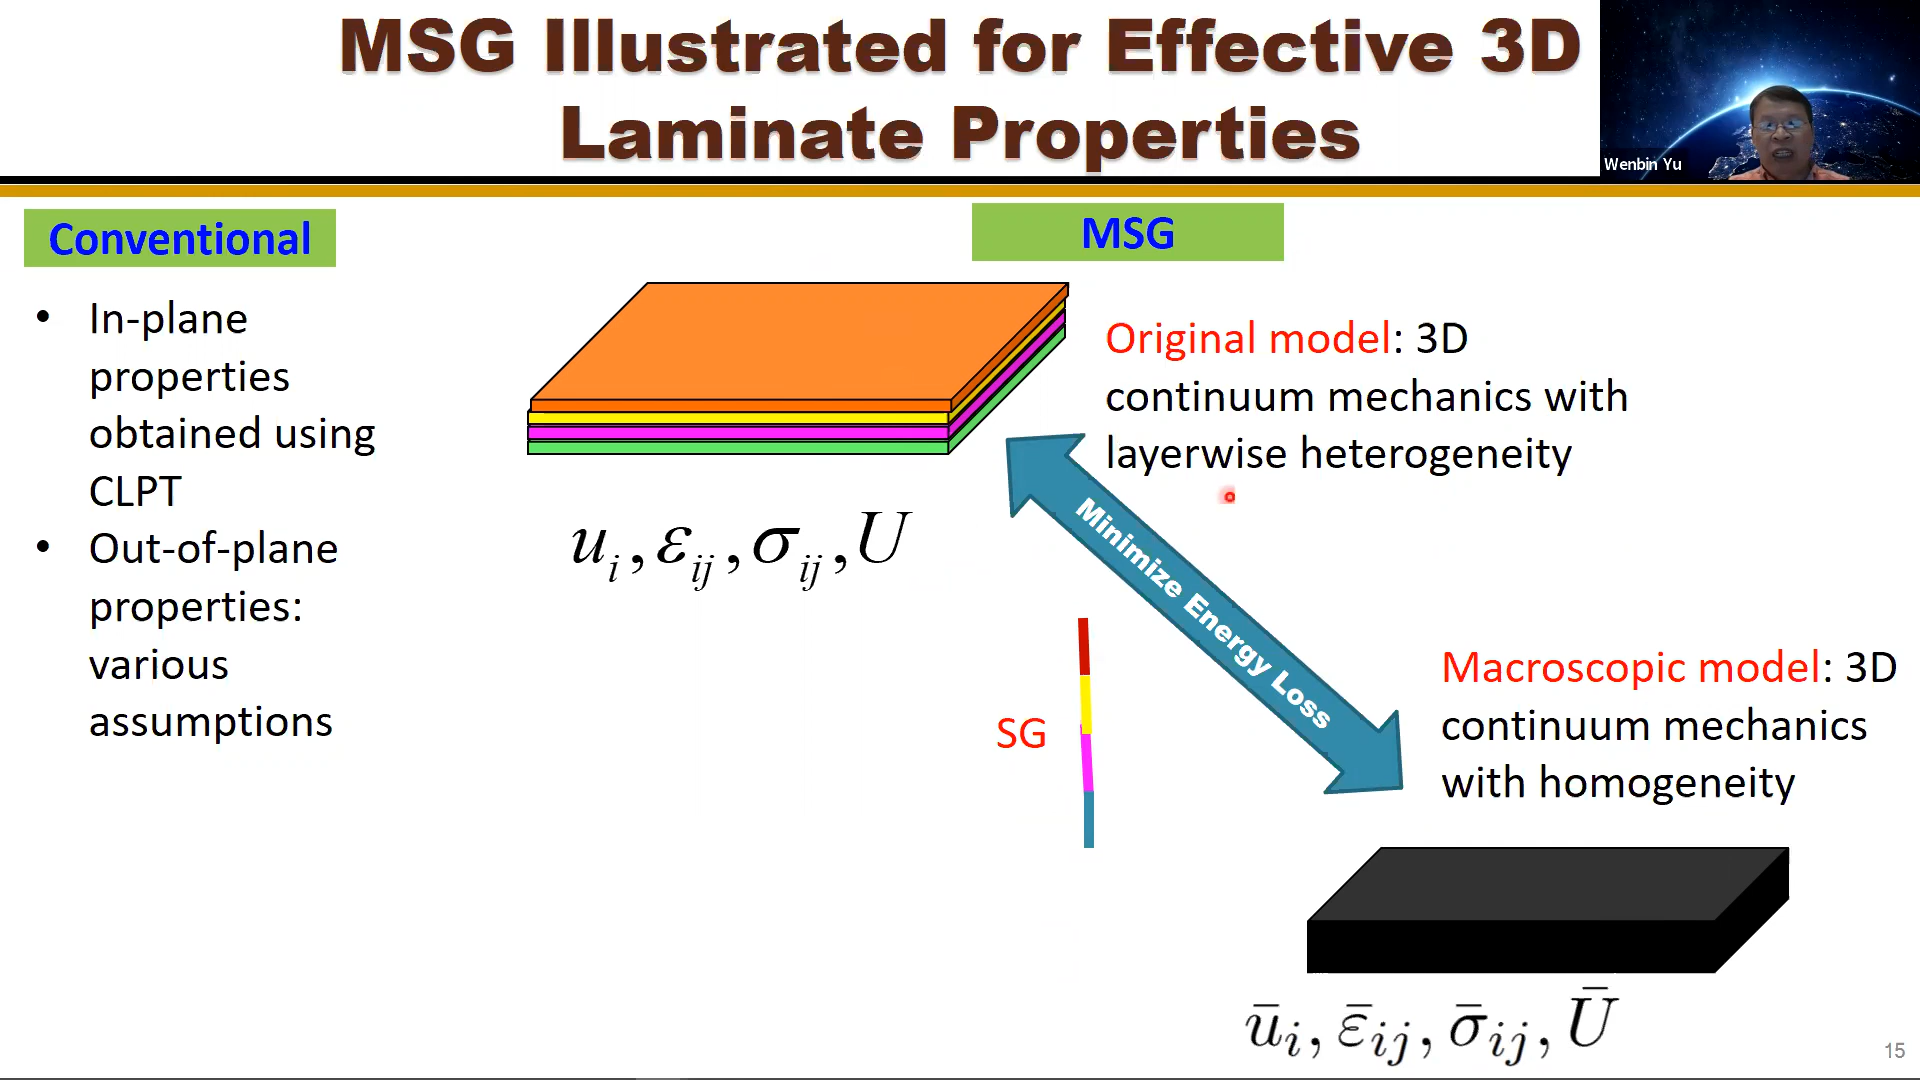 MSG Illustrated for Effective 3D
Laminate Properties
Wenbin Yu
Conventional
• In-plane
properties
obtained using
CLPT
• Out-of-plane
properties:
various
assumptions
MSG
Original model: 3D
continuum mechanics with
layerwise heterogeneity
u_i, ε_ij, σ_ij, U
Minimize Energy Loss
SG
Macroscopic model: 3D
continuum mechanics
with homogeneity
ū_i, ε̄_ij, σ̄_ij, Ū
15